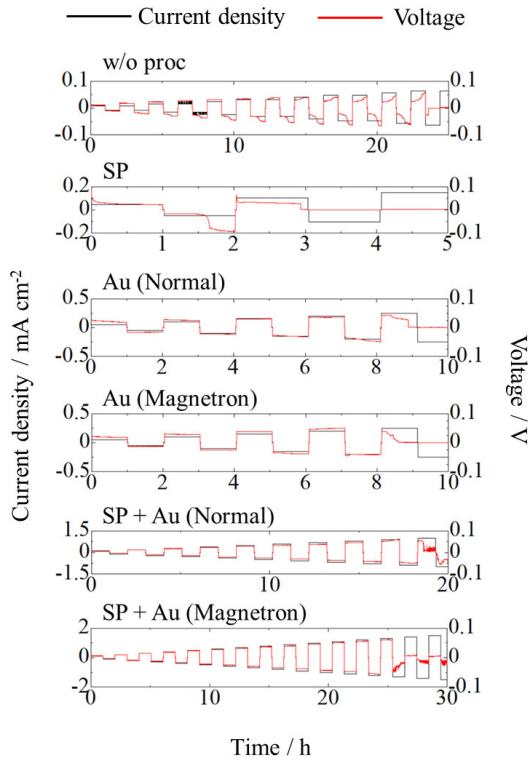 Current density Voltage
w/o proc
0.1 0.1
0 0
-0.1 -0.1
10 20
SP
0.2 0.1
0 0
-0.2 -0.1
0 1 2 3 4 5
Au (Normal)
0.5 0.1
0 0
-0.5 -0.1
0 2 4 6 8 10
Au (Magnetron)
0.5 0.1
0 0
-0.5 -0.1
0 2 4 6 8 10
SP + Au (Normal)
1.5 0.1
0 0
-1.5 -0.1
10 20
SP + Au (Magnetron)
2 0.1
0 0
-2 -0.1
0 10 20 30
Time / h
Current density / mA cm-2
Voltage / V